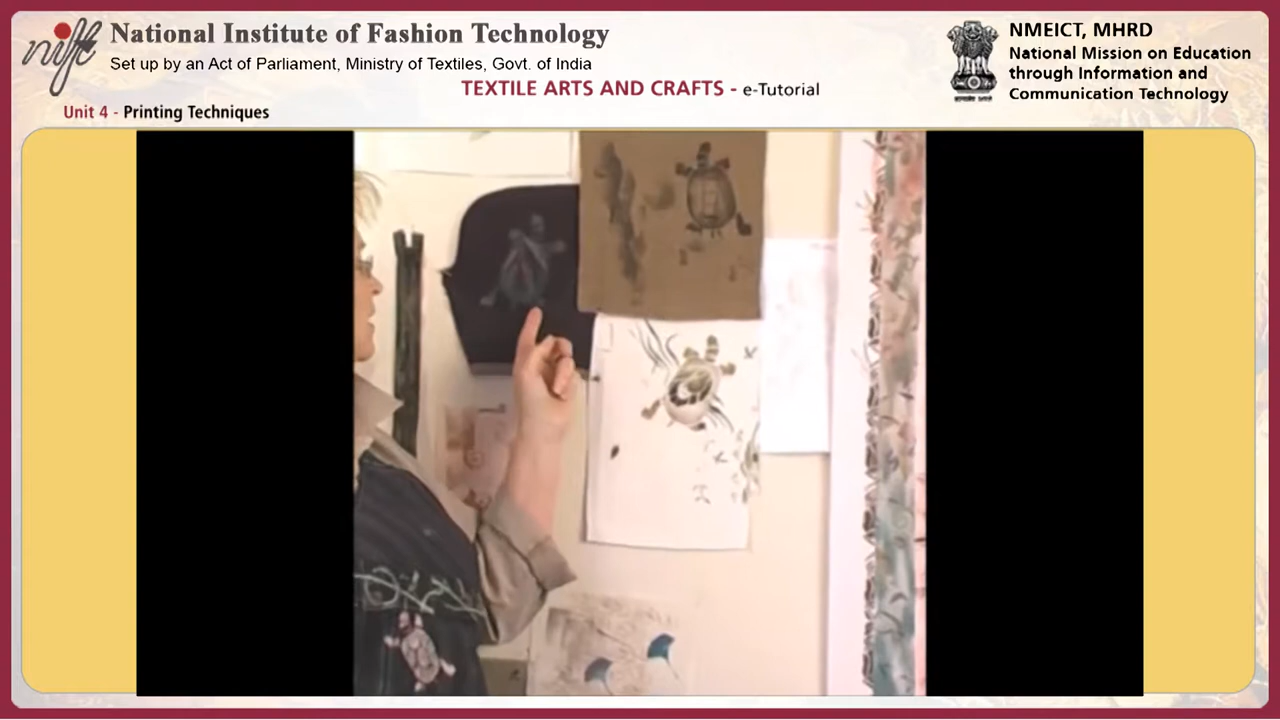 nift
National Institute of Fashion Technology
Set up by an Act of Parliament, Ministry of Textiles, Govt. of India
TEXTILE ARTS AND CRAFTS - e-Tutorial
Unit 4 - Printing Techniques
NMEICT, MHRD
National Mission on Education
through Information and
Communication Technology